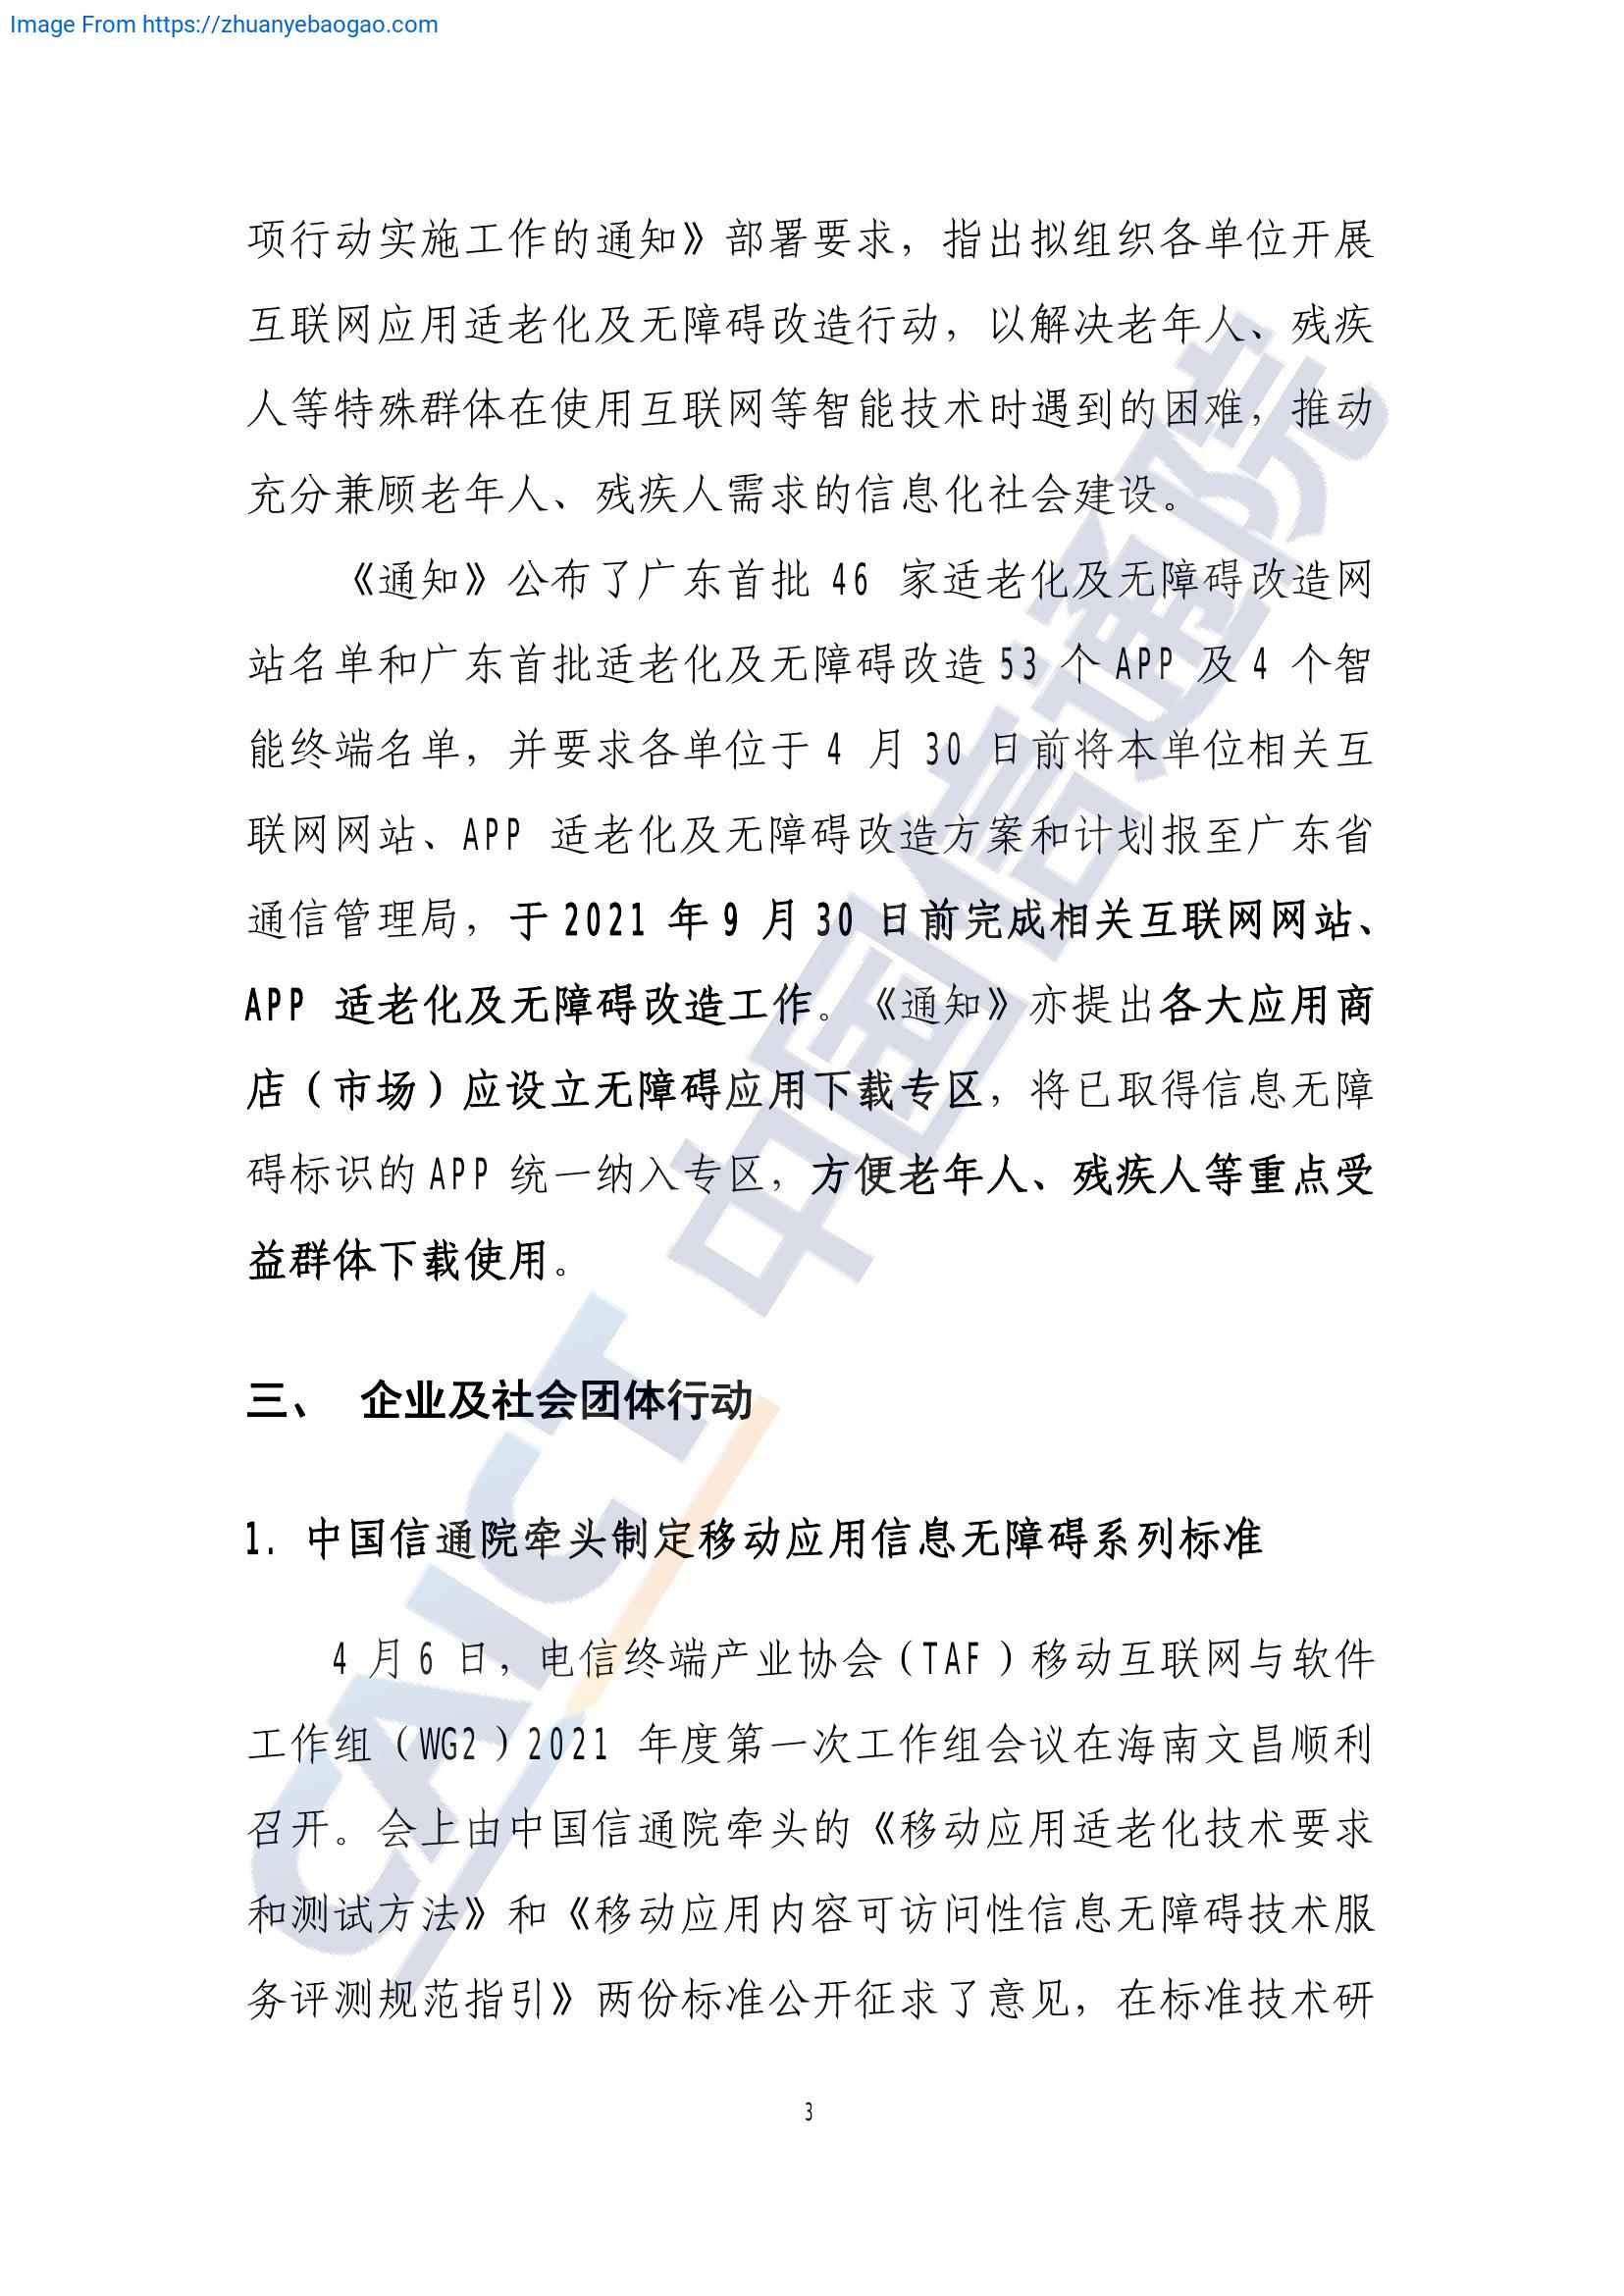 Image From https://zhuanyebaogao.com
项行动实施工作的通知》部署要求，指出拟组织各单位开展
互联网应用适老化及无障碍改造行动，以解决老年人、残疾
人等特殊群体在使用互联网等智能技术时遇到的困难，推动
充分兼顾老年人、残疾人需求的信息化社会建设。
《通知》公布了广东首批 46 家适老化及无障碍改造网
站名单和广东首批适老化及无障碍改造 53 个 APP 及 4 个智
能终端名单，并要求各单位于 4 月 30 日前将本单位相关互
联网网站、APP 适老化及无障碍改造方案和计划报至广东省
通信管理局，于 2021 年 9 月 30 日前完成相关互联网网站、
APP 适老化及无障碍改造工作。《通知》亦提出各大应用商
店（市场）应设立无障碍应用下载专区，将已取得信息无障
碍标识的 APP 统一纳入专区，方便老年人、残疾人等重点受
益群体下载使用。
三、 企业及社会团体行动
1. 中国信通院牵头制定移动应用信息无障碍系列标准
4 月 6 日，电信终端产业协会（TAF）移动互联网与软件
工作组（WG2）2021 年度第一次工作组会议在海南文昌顺利
召开。会上由中国信通院牵头的《移动应用适老化技术要求
和测试方法》和《移动应用内容可访问性信息无障碍技术服
务评测规范指引》两份标准公开征求了意见，在标准技术研
3
CAICT 中国信通院